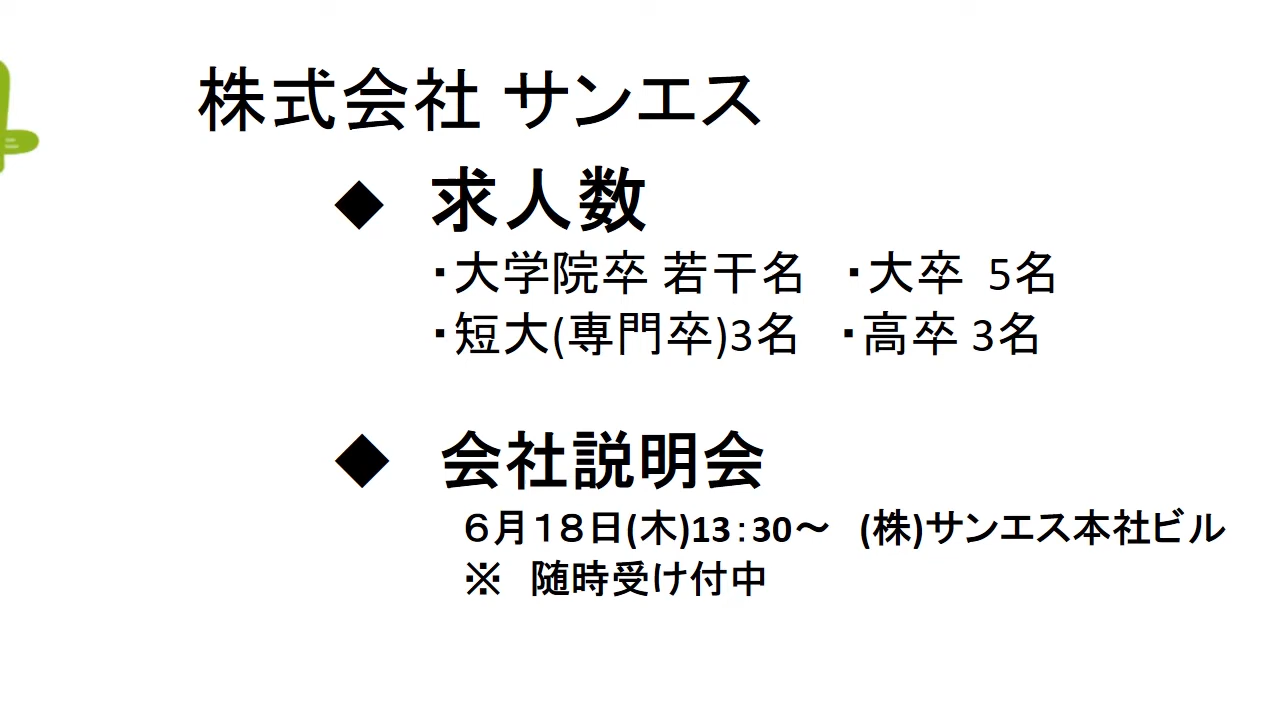 株式会社 サンエス
◆ 求人数
・大学院卒 若干名 ・大卒 5名
・短大(専門卒)3名 ・高卒 3名
◆ 会社説明会
６月１８日(木)13：30～ (株)サンエス本社ビル
※ 随時受け付中